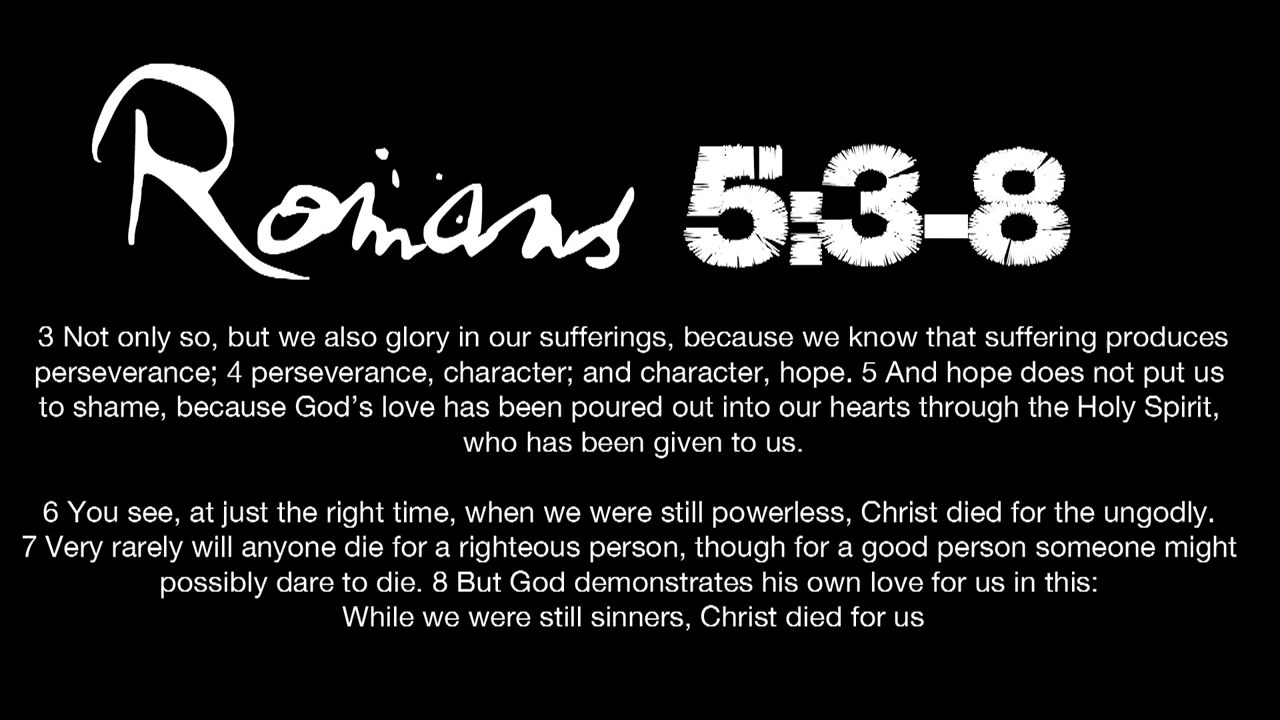 Romans 5:3-8
3 Not only so, but we also glory in our sufferings, because we know that suffering produces
perseverance; 4 perseverance, character; and character, hope. 5 And hope does not put us
to shame, because God’s love has been poured out into our hearts through the Holy Spirit,
who has been given to us.
6 You see, at just the right time, when we were still powerless, Christ died for the ungodly.
7 Very rarely will anyone die for a righteous person, though for a good person someone might
possibly dare to die. 8 But God demonstrates his own love for us in this:
While we were still sinners, Christ died for us